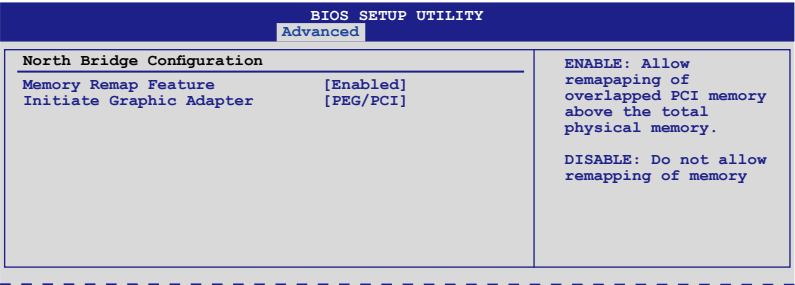 BIOS SETUP UTILITY
Advanced
North Bridge Configuration
Memory Remap Feature [Enabled]
Initiate Graphic Adapter [PEG/PCI]
ENABLE: Allow
remapaping of
overlapped PCI memory
above the total
physical memory.
DISABLE: Do not allow
remapping of memory